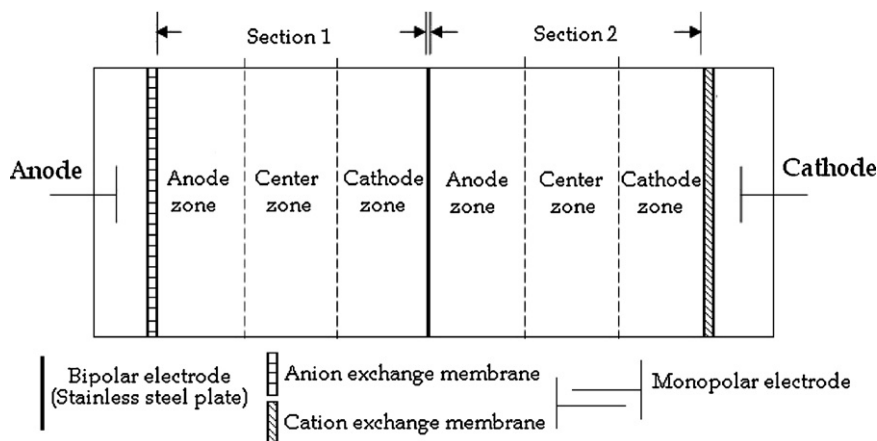 Section 1
Section 2
Anode
Anode
zone
Center
zone
Cathode
zone
Anode
zone
Center
zone
Cathode
zone
Cathode
Bipolar electrode
(Stainless steel plate)
Anion exchange membrane
Cation exchange membrane
Monopolar electrode